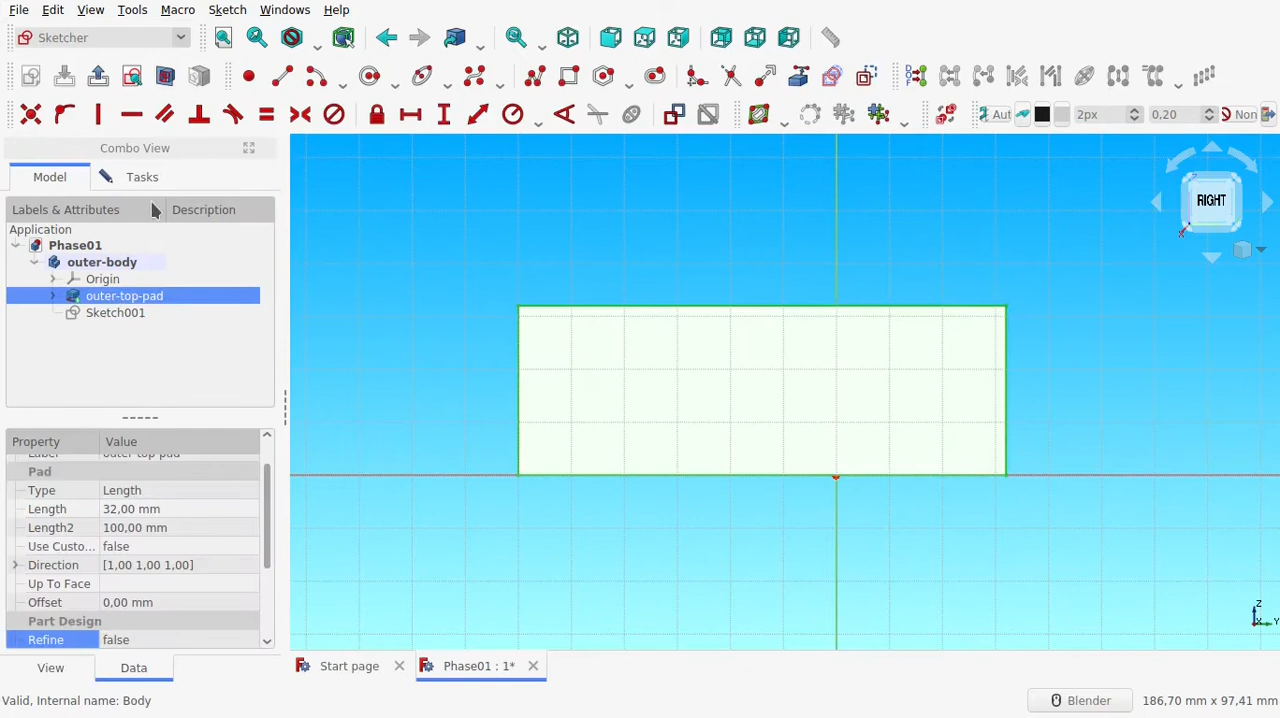 File Edit View Tools Macro Sketch Windows Help
Sketcher
Aut 2px 0,20 Non
Combo View
Model Tasks
Labels & Attributes Description
Application
Phase01
outer-body
Origin
outer-top-pad
Sketch001
Property Value
Label outer-top-pad
Pad
Type Length
Length 32,00 mm
Length2 100,00 mm
Use Custo... false
Direction [1,00 1,00 1,00]
Up To Face
Offset 0,00 mm
Part Design
Refine false
View Data
RIGHT
Z
X
Z
X Y
Start page Phase01 : 1*
Valid, Internal name: Body Blender 186,70 mm x 97,41 mm